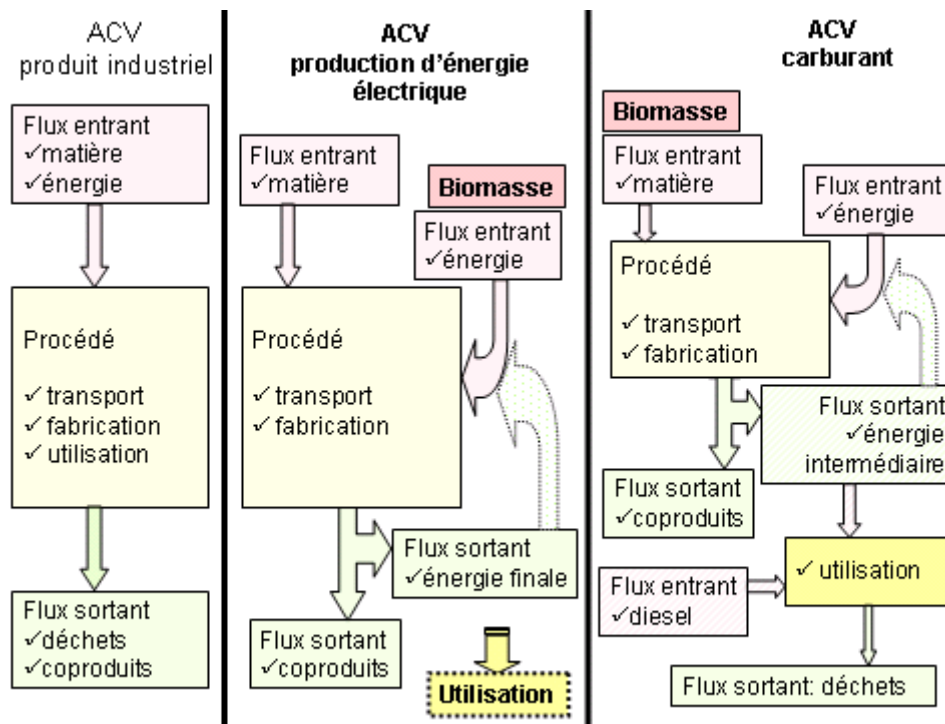 ACV
produit industriel
Flux entrant
✓matière
✓énergie
Procédé
✓ transport
✓ fabrication
✓ utilisation
Flux sortant
✓déchets
✓coproduits
ACV
production d'énergie
électrique
Flux entrant
✓matière
Biomasse
Flux entrant
✓énergie
Procédé
✓ transport
✓ fabrication
Flux sortant
✓énergie finale
Flux sortant
✓coproduits
Utilisation
ACV
carburant
Biomasse
Flux entrant
✓matière
Flux entrant
✓énergie
Procédé
✓ transport
✓ fabrication
Flux sortant
✓énergie
intermédiaire
Flux sortant
✓coproduits
✓ utilisation
Flux entrant
✓diesel
Flux sortant: déchets